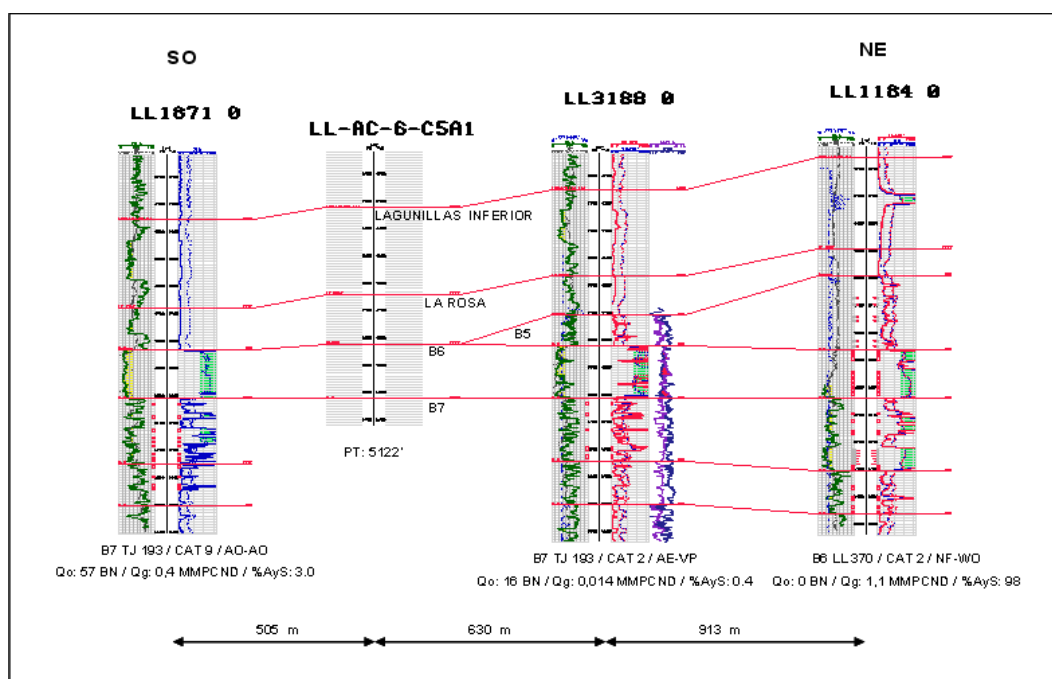 SO
NE
LL1871 0
LL-AC-6-C5A1
LL3188 0
LL1184 0
LAGUNILLAS INFERIOR
LA ROSA
B5
B6
B7
PT: 5122'
B7 TJ 193 / CAT 9 / AO-AO
Qo: 57 BN / Qg: 0,4 MMPCND / %AyS: 3.0
B7 TJ 193 / CAT 2 / AE-VP
Qo: 16 BN / Qg: 0,014 MMPCND / %AyS: 0.4
B6 LL370 / CAT 2 / NF-WO
Qo: 0 BN / Qg: 1,1 MMPCND / %AyS: 98
505 m
630 m
913 m